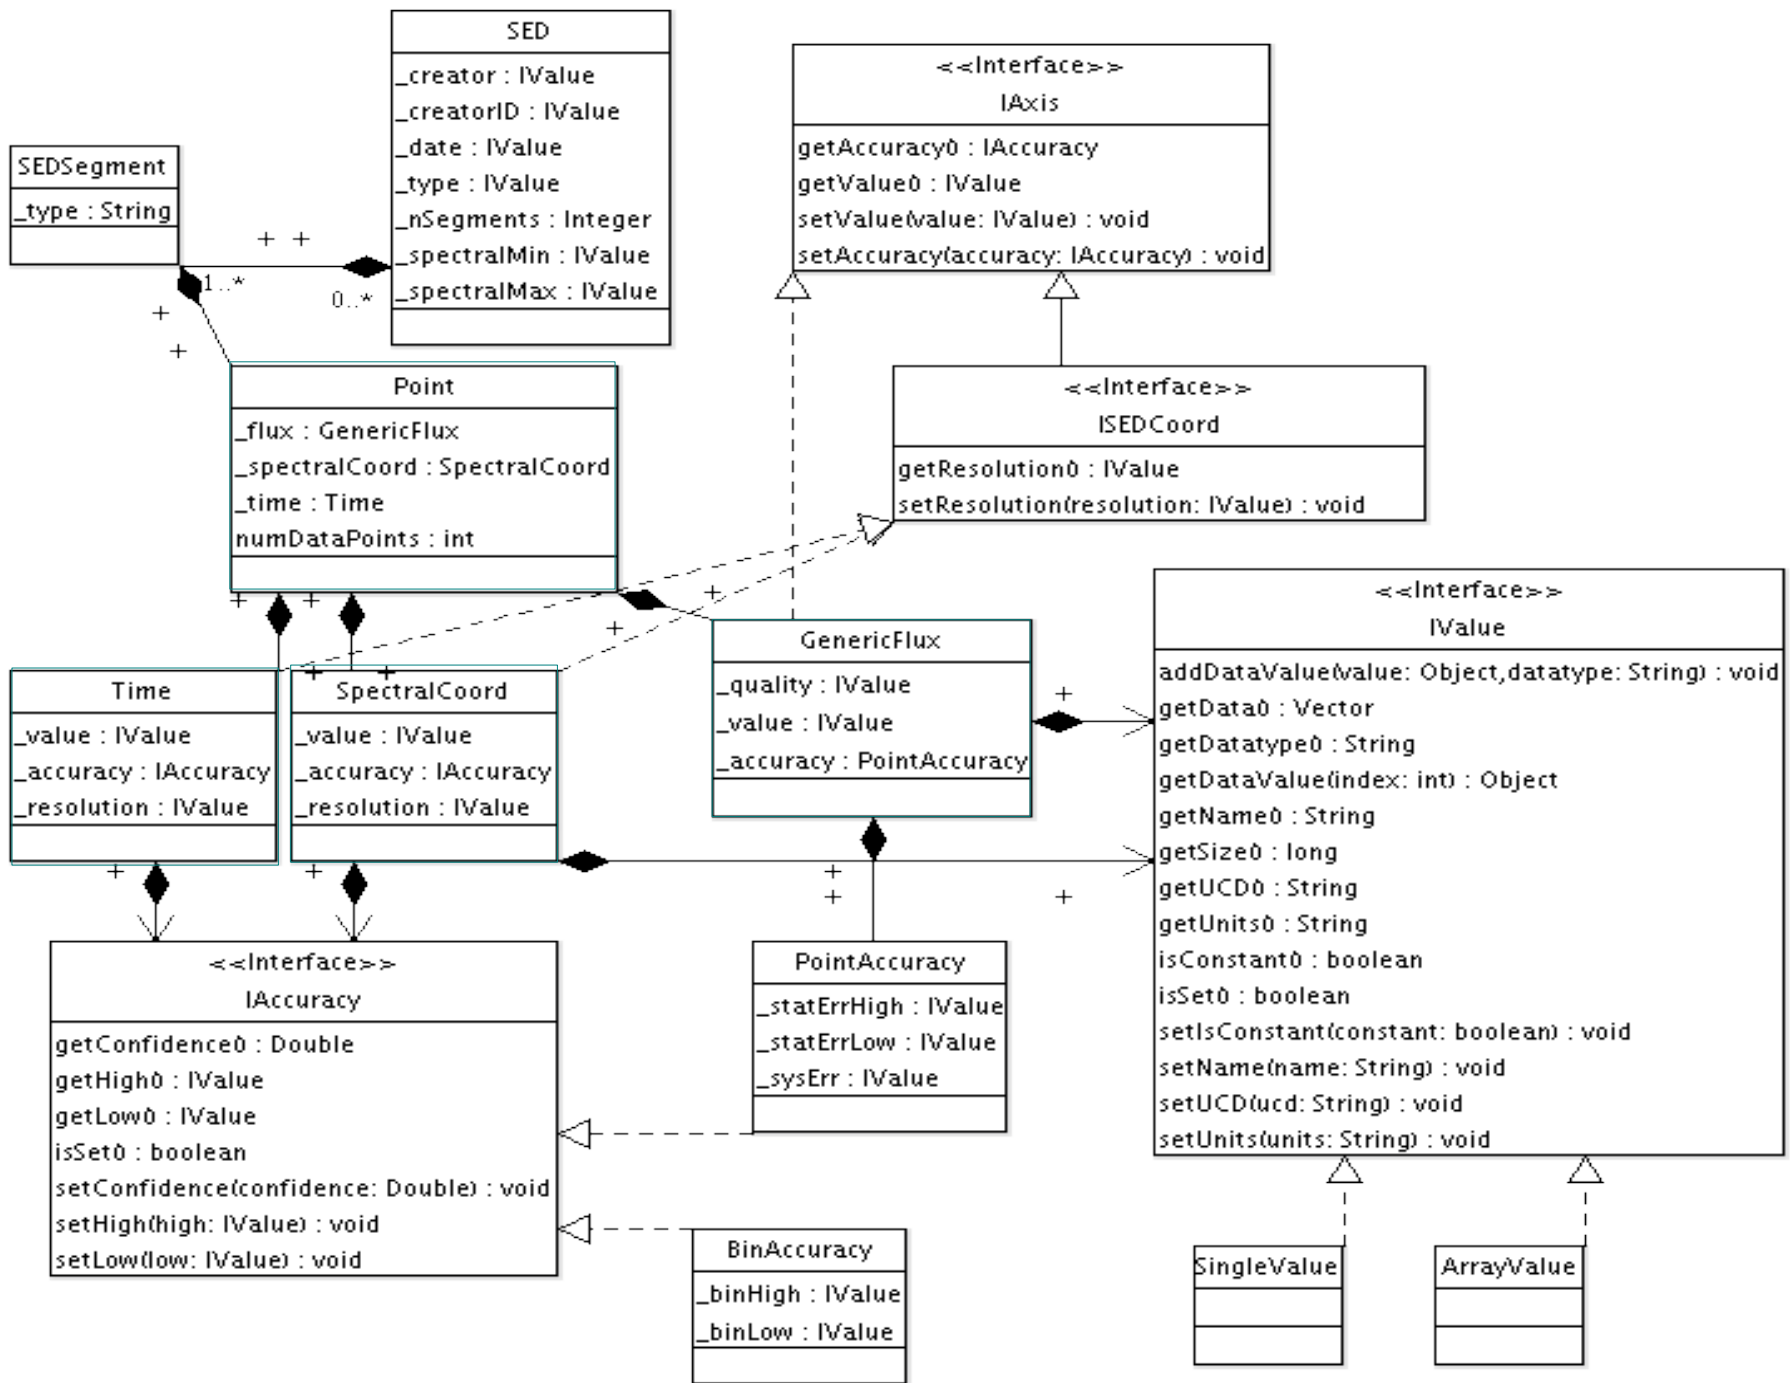 SED
_creator : IValue
_creatorID : IValue
_date : IValue
_type : IValue
_nSegments : Integer
_spectralMin : IValue
_spectralMax : IValue
<<Interface>>
IAxis
getAccuracy() : IAccuracy
getValue() : IValue
setValue(value: IValue) : void
setAccuracy(accuracy: IAccuracy) : void
SEDSegment
_type : String
+ +
1..*
0..*
+
+
Point
_flux : GenericFlux
_spectralCoord : SpectralCoord
_time : Time
numDataPoints : int
<<Interface>>
ISEDCoord
getResolution() : IValue
setResolution(resolution: IValue) : void
+ + +
+
GenericFlux
_quality : IValue
_value : IValue
_accuracy : PointAccuracy
<<Interface>>
IValue
addDataValue(value: Object,datatype: String) : void
getData() : Vector
getDatatype() : String
getDataValue(index: int) : Object
getName() : String
getSize() : long
getUCD() : String
getUnits() : String
isConstant() : boolean
isSet() : boolean
setIsConstant(constant: boolean) : void
setName(name: String) : void
setUCD(ucd: String) : void
setUnits(units: String) : void
+ +
Time
_value : IValue
_accuracy : IAccuracy
_resolution : IValue
SpectralCoord
_value : IValue
_accuracy : IAccuracy
_resolution : IValue
+
+ + +
+ +
<<Interface>>
IAccuracy
getConfidence() : Double
getHigh() : IValue
getLow() : IValue
isSet() : boolean
setConfidence(confidence: Double) : void
setHigh(high: IValue) : void
setLow(low: IValue) : void
PointAccuracy
_statErrHigh : IValue
_statErrLow : IValue
_sysErr : IValue
BinAccuracy
_binHigh : IValue
_binLow : IValue
SingleValue
ArrayValue